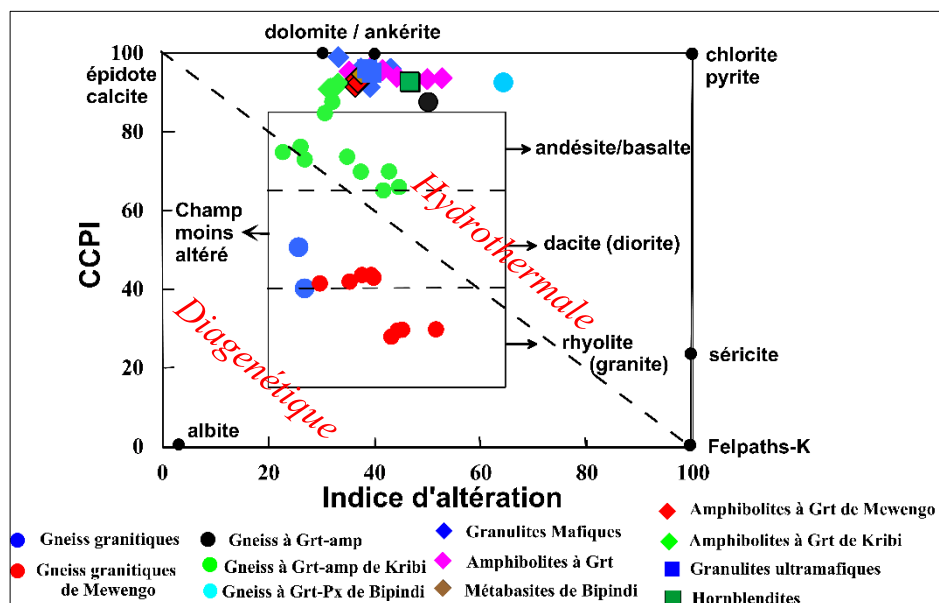 dolomite / ankérite
100
80
60
40
20
0
CCPI
épidote
calcite
chlorite
pyrite
andésite/basalte
Hydrothermale
Champ
moins
altéré
dacite (diorite)
Diagenétique
rhyolite
(granite)
séricite
albite
Felpaths-K
0
20
40
60
80
100
Indice d'altération
Gneiss granitiques
Gneiss granitiques
de Mewengo
Gneiss à Grt-amp
Gneiss à Grt-amp de Kribi
Gneiss à Grt-Px de Bipindi
Granulites Mafiques
Amphibolites à Grt
Métabasites de Bipindi
Amphibolites à Grt de Mewengo
Amphibolites à Grt de Kribi
Granulites ultramafiques
Hornblendites